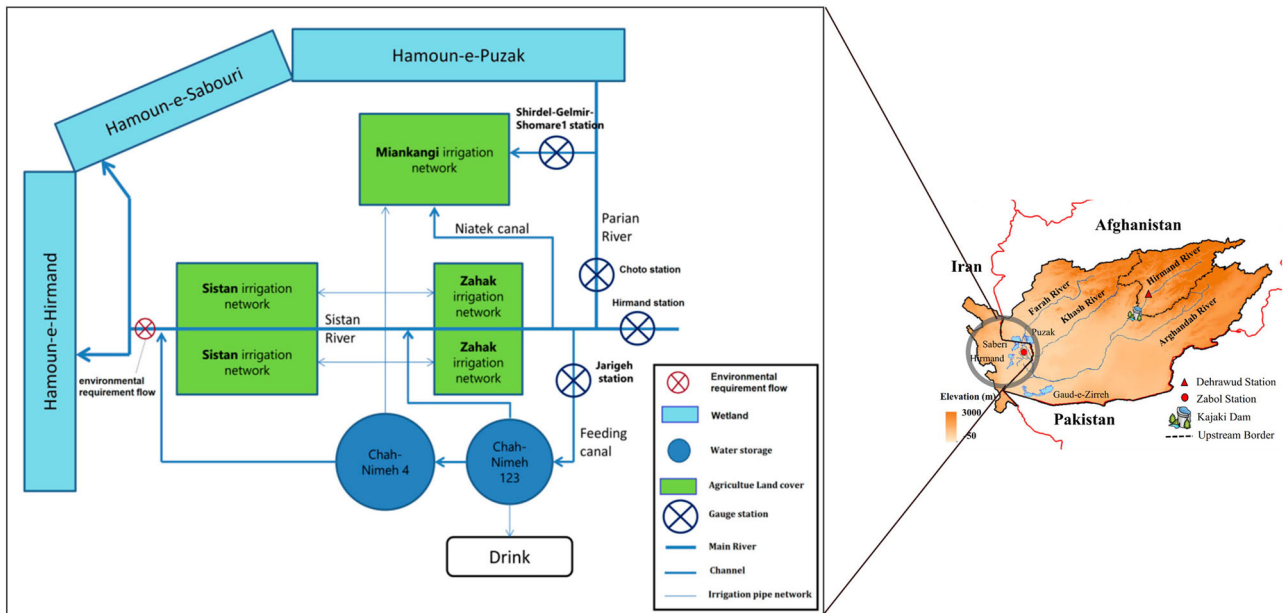 Hamoun-e-Puzak
Hamoun-e-Sabouri
Hamoun-e-Hirmand
Shirdel-Gelmir-
Shomare1 station
Miankangi irrigation
network
Niatek canal
Parian
River
Choto station
Hirmand station
Sistan irrigation
network
Zahak
irrigation
network
Sistan
River
Sistan irrigation
network
Zahak
irrigation
network
environmental
requirement flow
Jarigeh
station
Feeding
canal
Chah-
Nimeh 4
Chah-
Nimeh
123
Drink
Environmental
requirement flow
Wetland
Water storage
Agricultue Land cover
Gauge station
Main River
Channel
Irrigation pipe network
Afghanistan
Iran
Hirmand River
Farah River
Khash River
Arghandab River
Puzak
Saberi
Hirmand
Gaud-e-Zirreh
Elevation (m)
3000
Pakistan
Dehrawud Station
Zabol Station
Kajaki Dam
Upstream Border